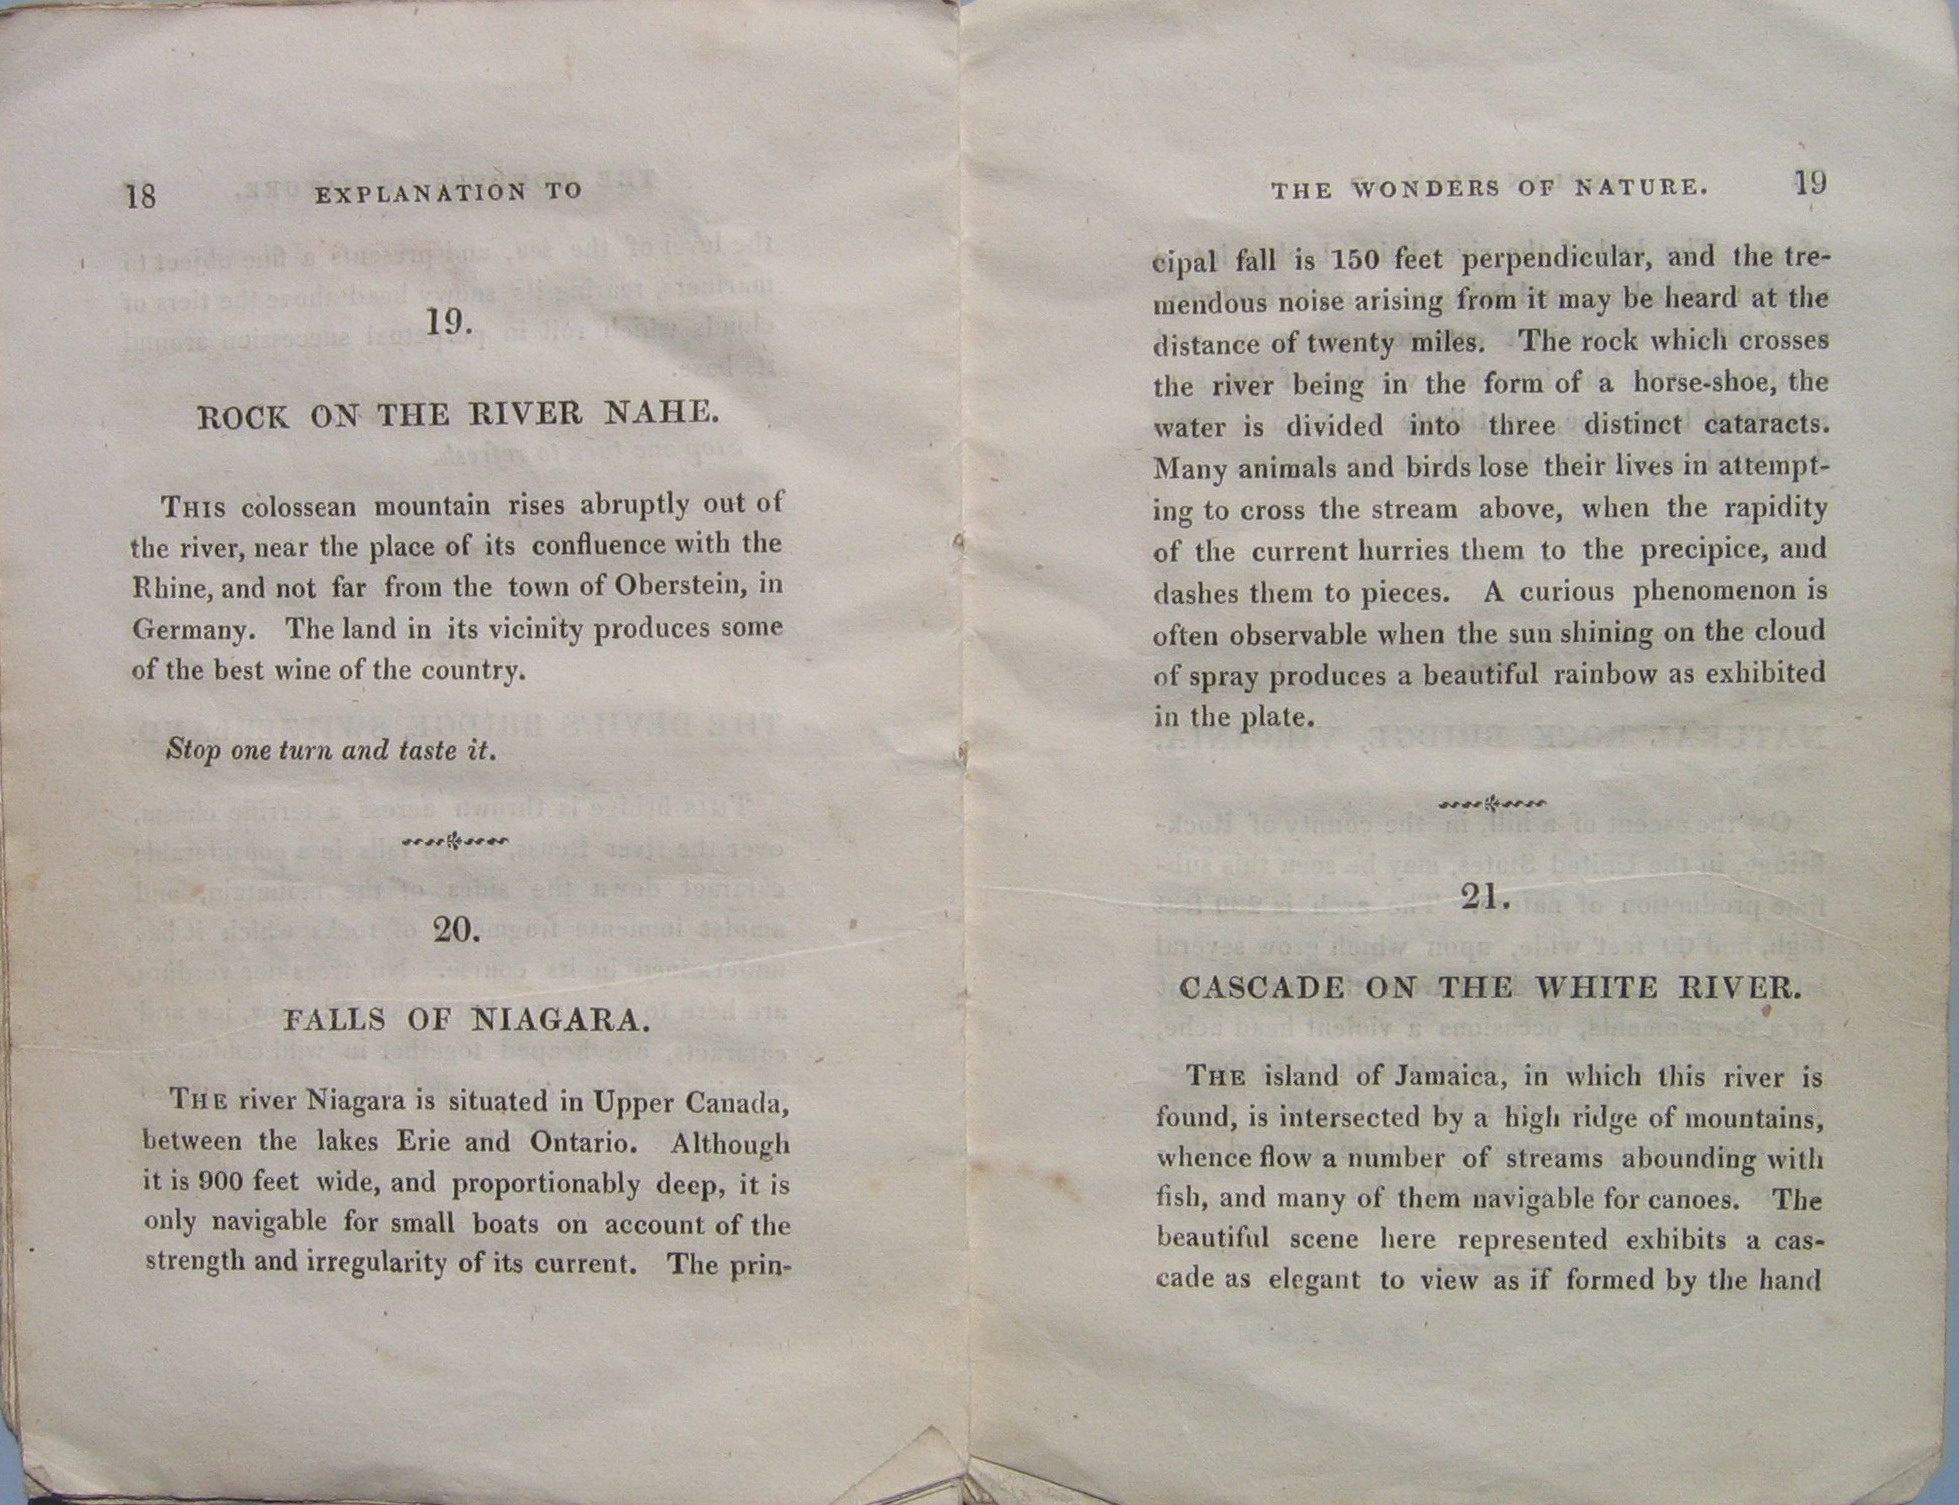 18 EXPLANATION TO
19.
ROCK ON THE RIVER NAHE.
THIS colossean mountain rises abruptly out of
the river, near the place of its confluence with the
Rhine, and not far from the town of Oberstein, in
Germany. The land in its vicinity produces some
of the best wine of the country.
Stop one turn and taste it.
20.
FALLS OF NIAGARA.
THE river Niagara is situated in Upper Canada,
between the lakes Erie and Ontario. Although
it is 900 feet wide, and proportionably deep, it is
only navigable for small boats on account of the
strength and irregularity of its current. The prin-
THE WONDERS OF NATURE. 19
cipal fall is 150 feet perpendicular, and the tre-
mendous noise arising from it may be heard at the
distance of twenty miles. The rock which crosses
the river being in the form of a horse-shoe, the
water is divided into three distinct cataracts.
Many animals and birds lose their lives in attempt-
ing to cross the stream above, when the rapidity
of the current hurries them to the precipice, and
dashes them to pieces. A curious phenomenon is
often observable when the sun shining on the cloud
of spray produces a beautiful rainbow as exhibited
in the plate.
21.
CASCADE ON THE WHITE RIVER.
THE island of Jamaica, in which this river is
found, is intersected by a high ridge of mountains,
whence flow a number of streams abounding with
fish, and many of them navigable for canoes. The
beautiful scene here represented exhibits a cas-
cade as elegant to view as if formed by the hand